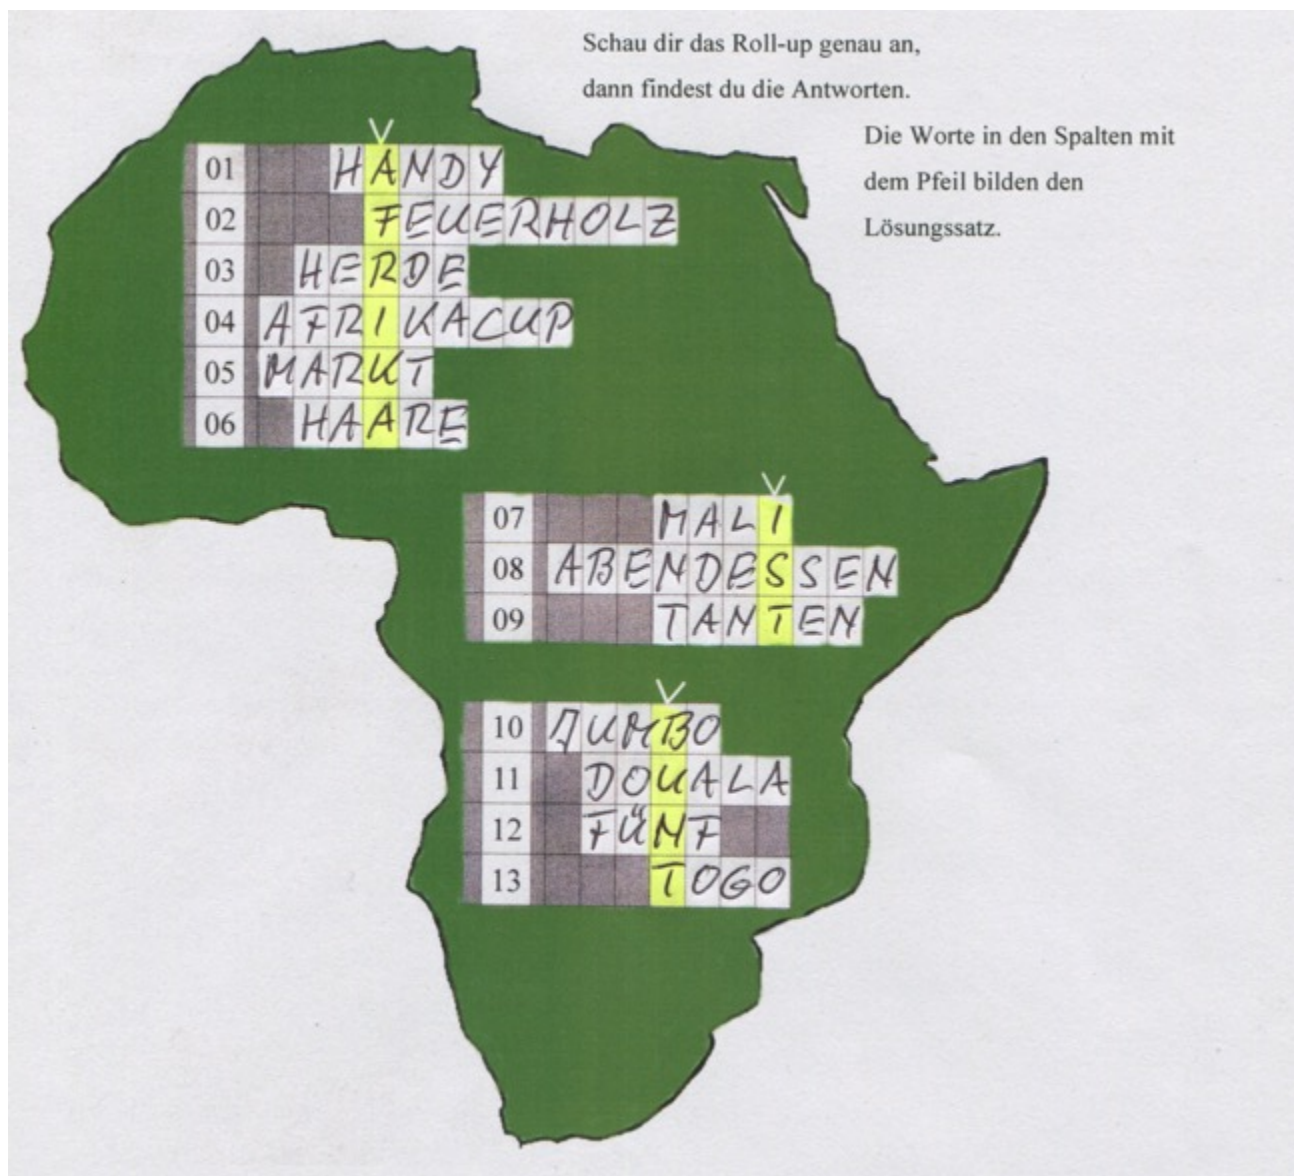 Schau dir das Roll-up genau an,
dann findest du die Antworten.
Die Worte in den Spalten mit
dem Pfeil bilden den
Lösungssatz.
01 HANDY
02 FEUERHOLZ
03 HERDE
04 AFRIKACUP
05 MARKT
06 HAARE
07 MALI
08 ABENDESSEN
09 TANTEN
10 JUMBO
11 DOUALA
12 FÜNF
13 TOGO